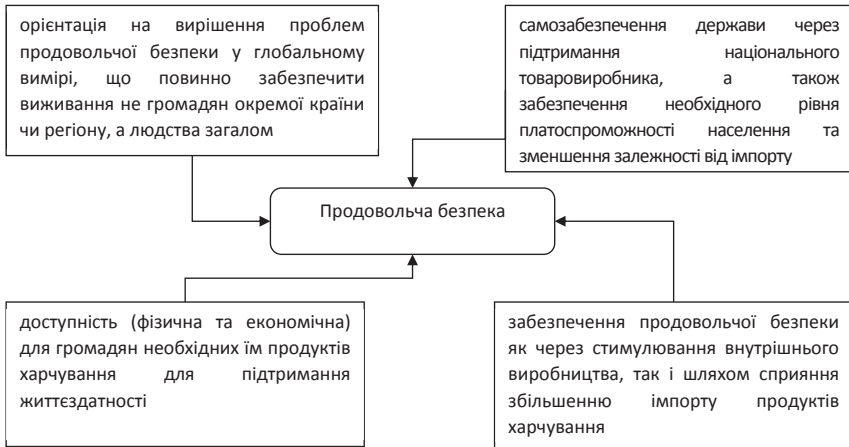 орієнтація на вирішення проблем
продовольчої безпеки у глобальному
вимірі, що повинно забезпечити
виживання не громадян окремої країни
чи регіону, а людства загалом
самозабезпечення держави через
підтримання національного
товаровиробника, а також
забезпечення необхідного рівня
платоспроможності населення та
зменшення залежності від імпорту
Продовольча безпека
доступність (фізична та економічна)
для громадян необхідних їм продуктів
харчування для підтримання
життєздатності
забезпечення продовольчої безпеки
як через стимулювання внутрішнього
виробництва, так і шляхом сприяння
збільшенню імпорту продуктів
харчування